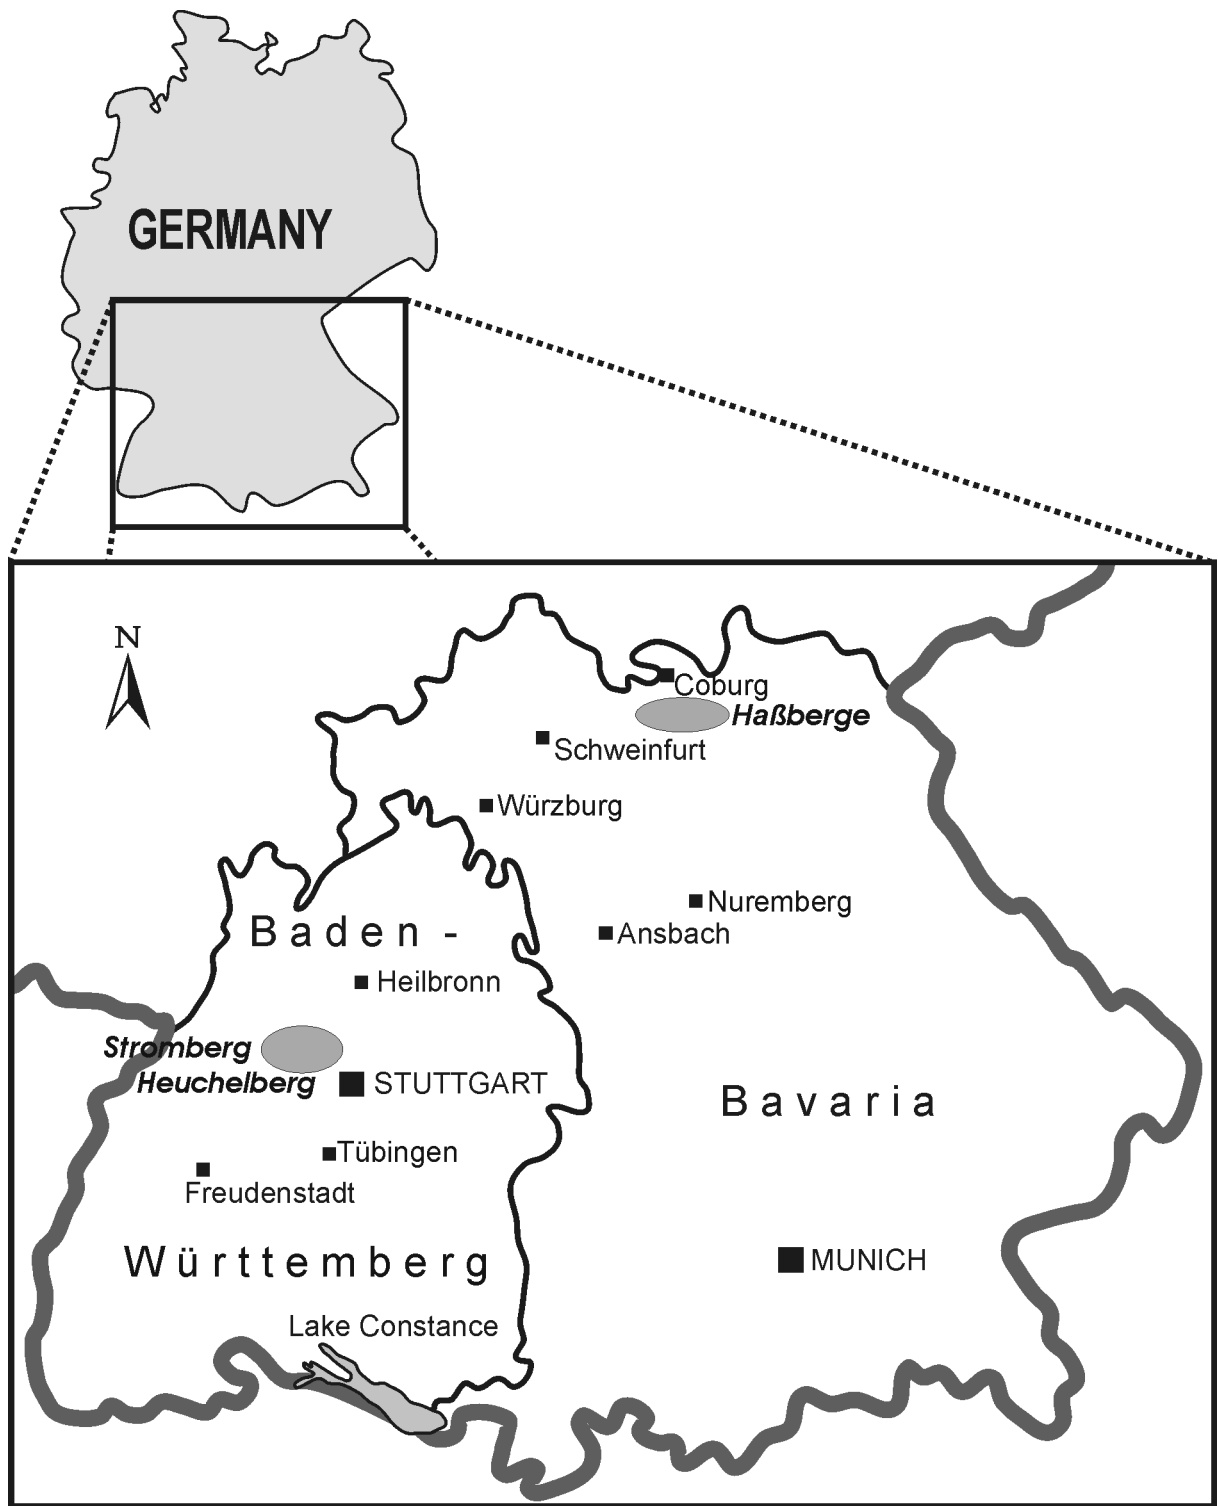 GERMANY
N
Coburg
Haßberge
Schweinfurt
Würzburg
Nuremberg
Baden -
Ansbach
Heilbronn
Stromberg
Heuchelberg
STUTTGART
Bavaria
Tübingen
Freudenstadt
Württemberg
MUNICH
Lake Constance